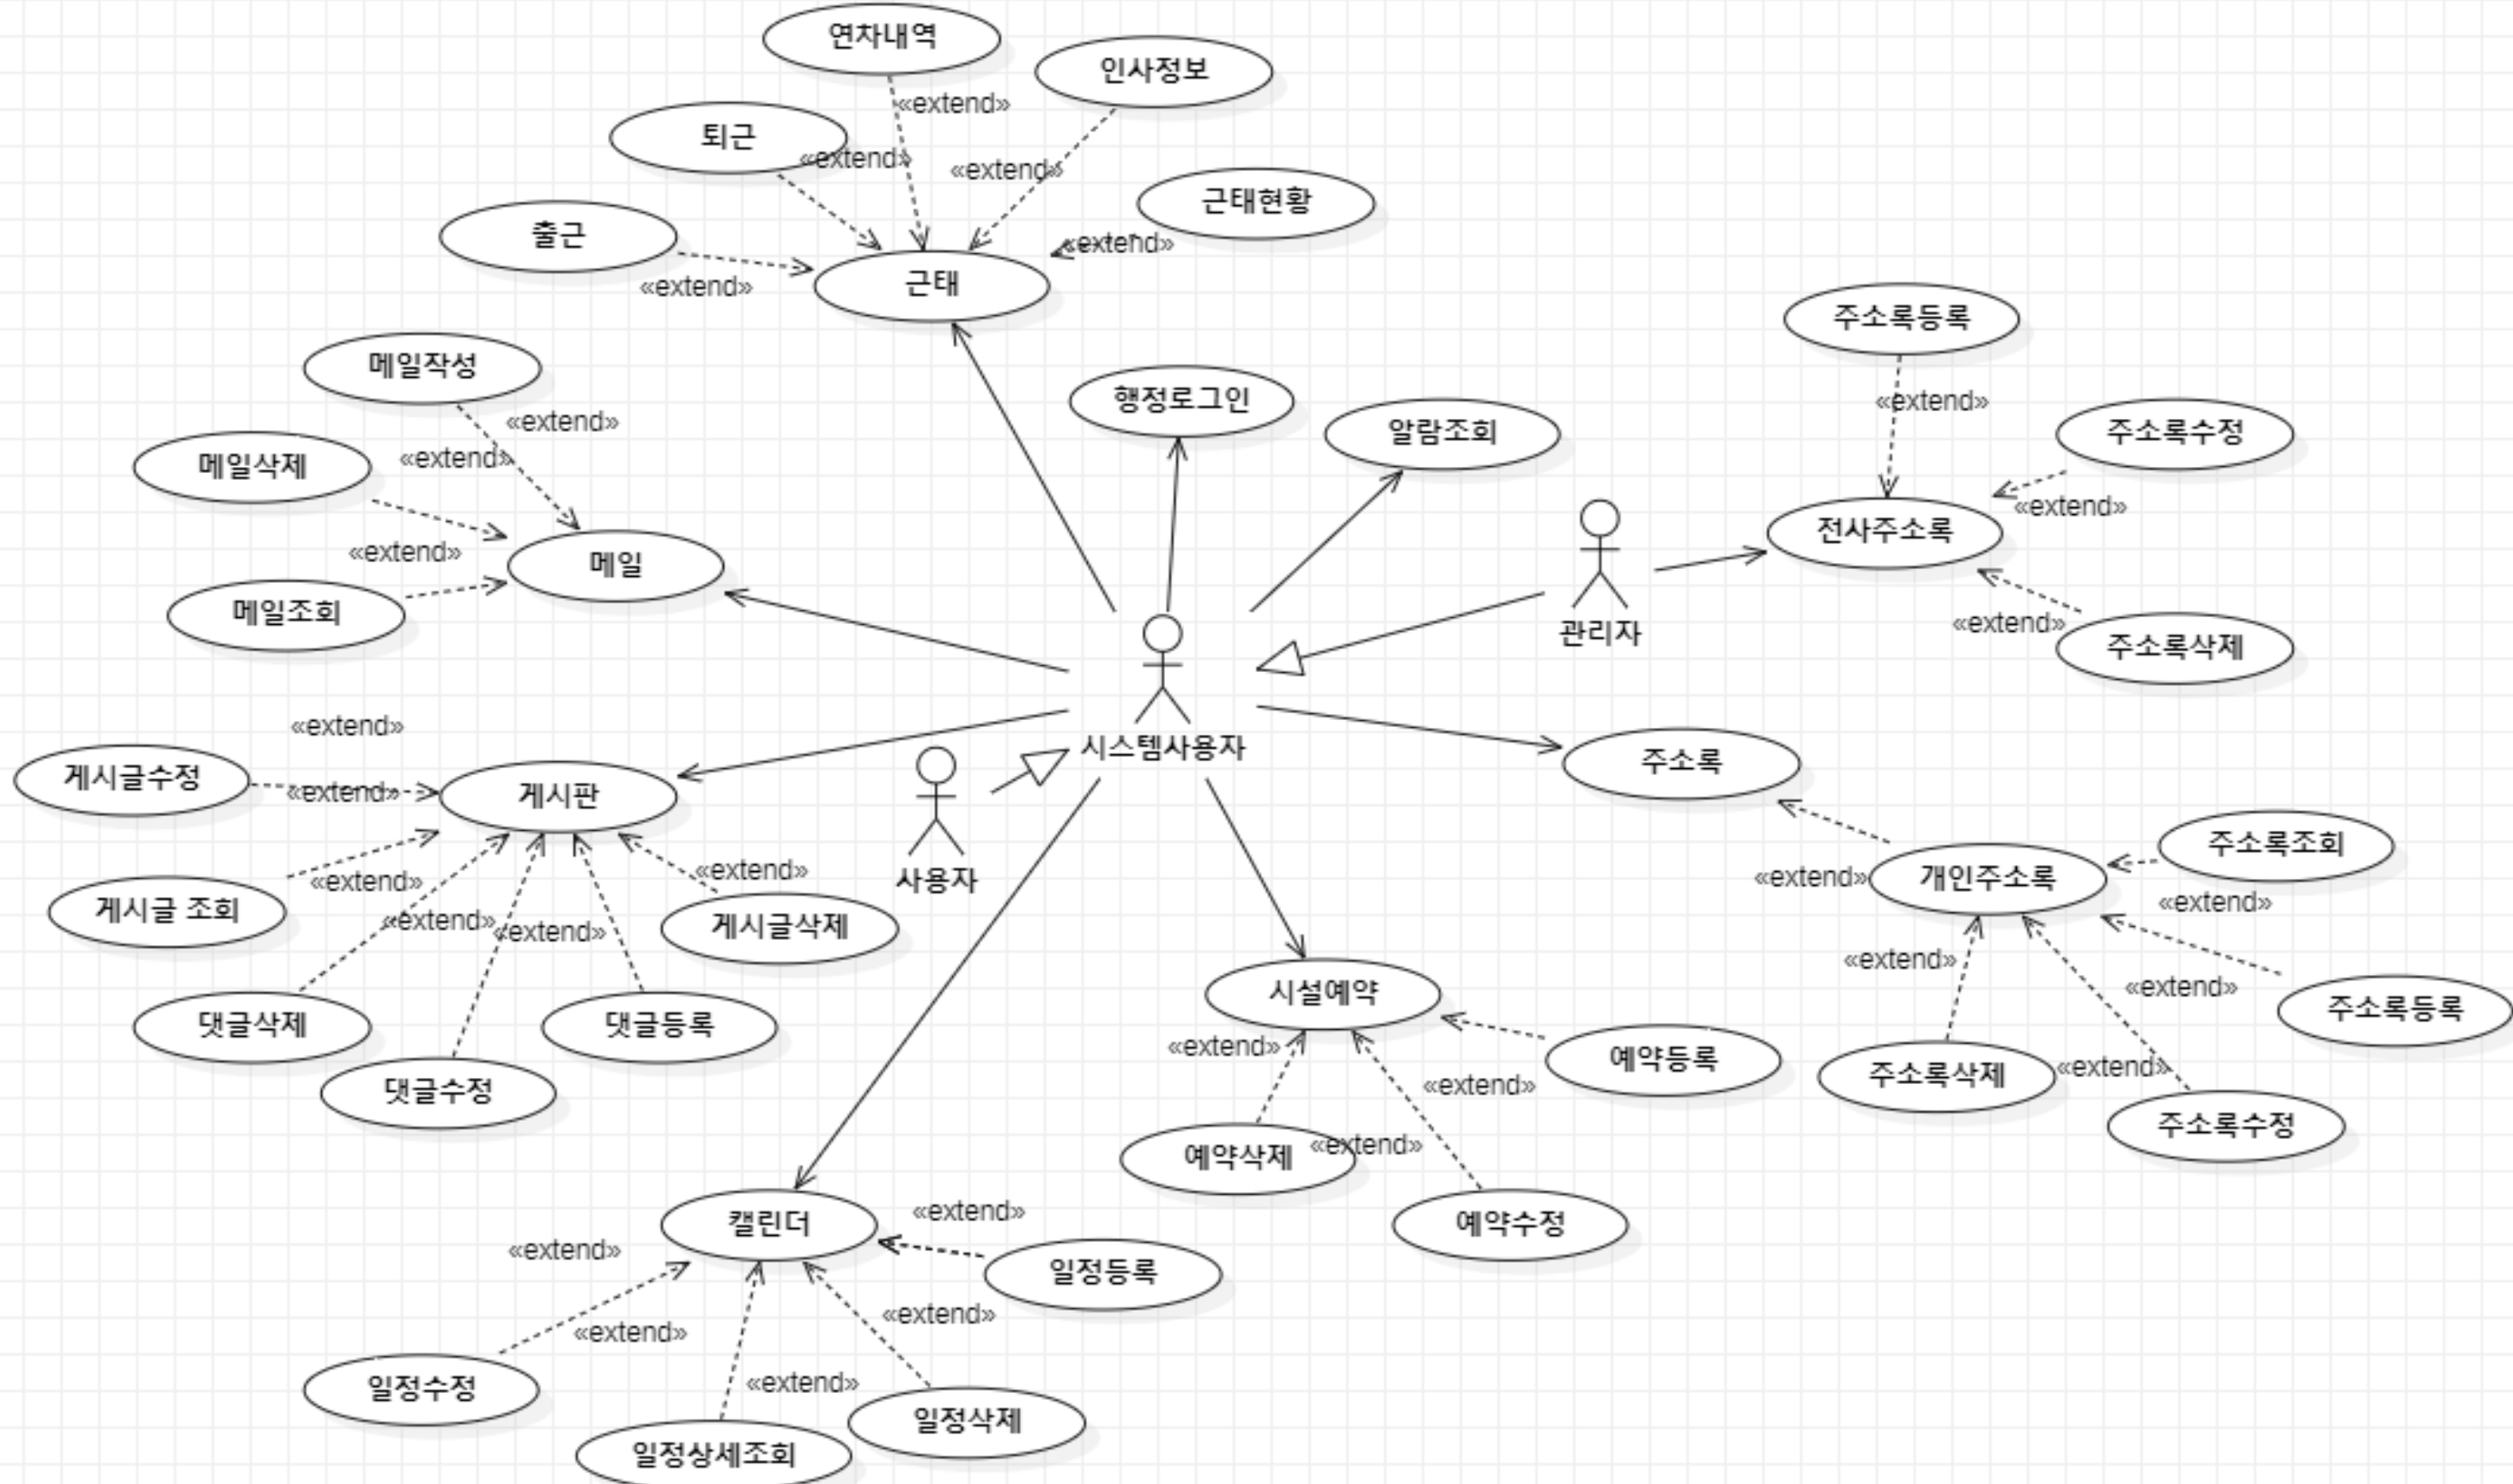 연차내역
인사정보
«extend»
퇴근
«extend»
«extend»
근태현황
출근
«extend»
«extend»
근태
주소록등록
메일작성
행정로그인
알람조회
«extend»
«extend»
주소록수정
메일삭제
«extend»
«extend»
전사주소록
«extend»
메일
메일조회
관리자
«extend»
주소록삭제
«extend»
시스템사용자
주소록
게시글수정
«extend»
게시판
사용자
주소록조회
«extend»
«extend»
«extend»
개인주소록
«extend»
게시글 조회
«extend»
«extend»
게시글삭제
«extend»
«extend»
시설예약
주소록등록
댓글삭제
댓글등록
«extend»
예약등록
«extend»
주소록삭제
«extend»
댓글수정
«extend»
주소록수정
예약삭제
«extend»
캘린더
«extend»
예약수정
«extend»
일정등록
«extend»
«extend»
일정수정
«extend»
일정삭제
일정상세조회